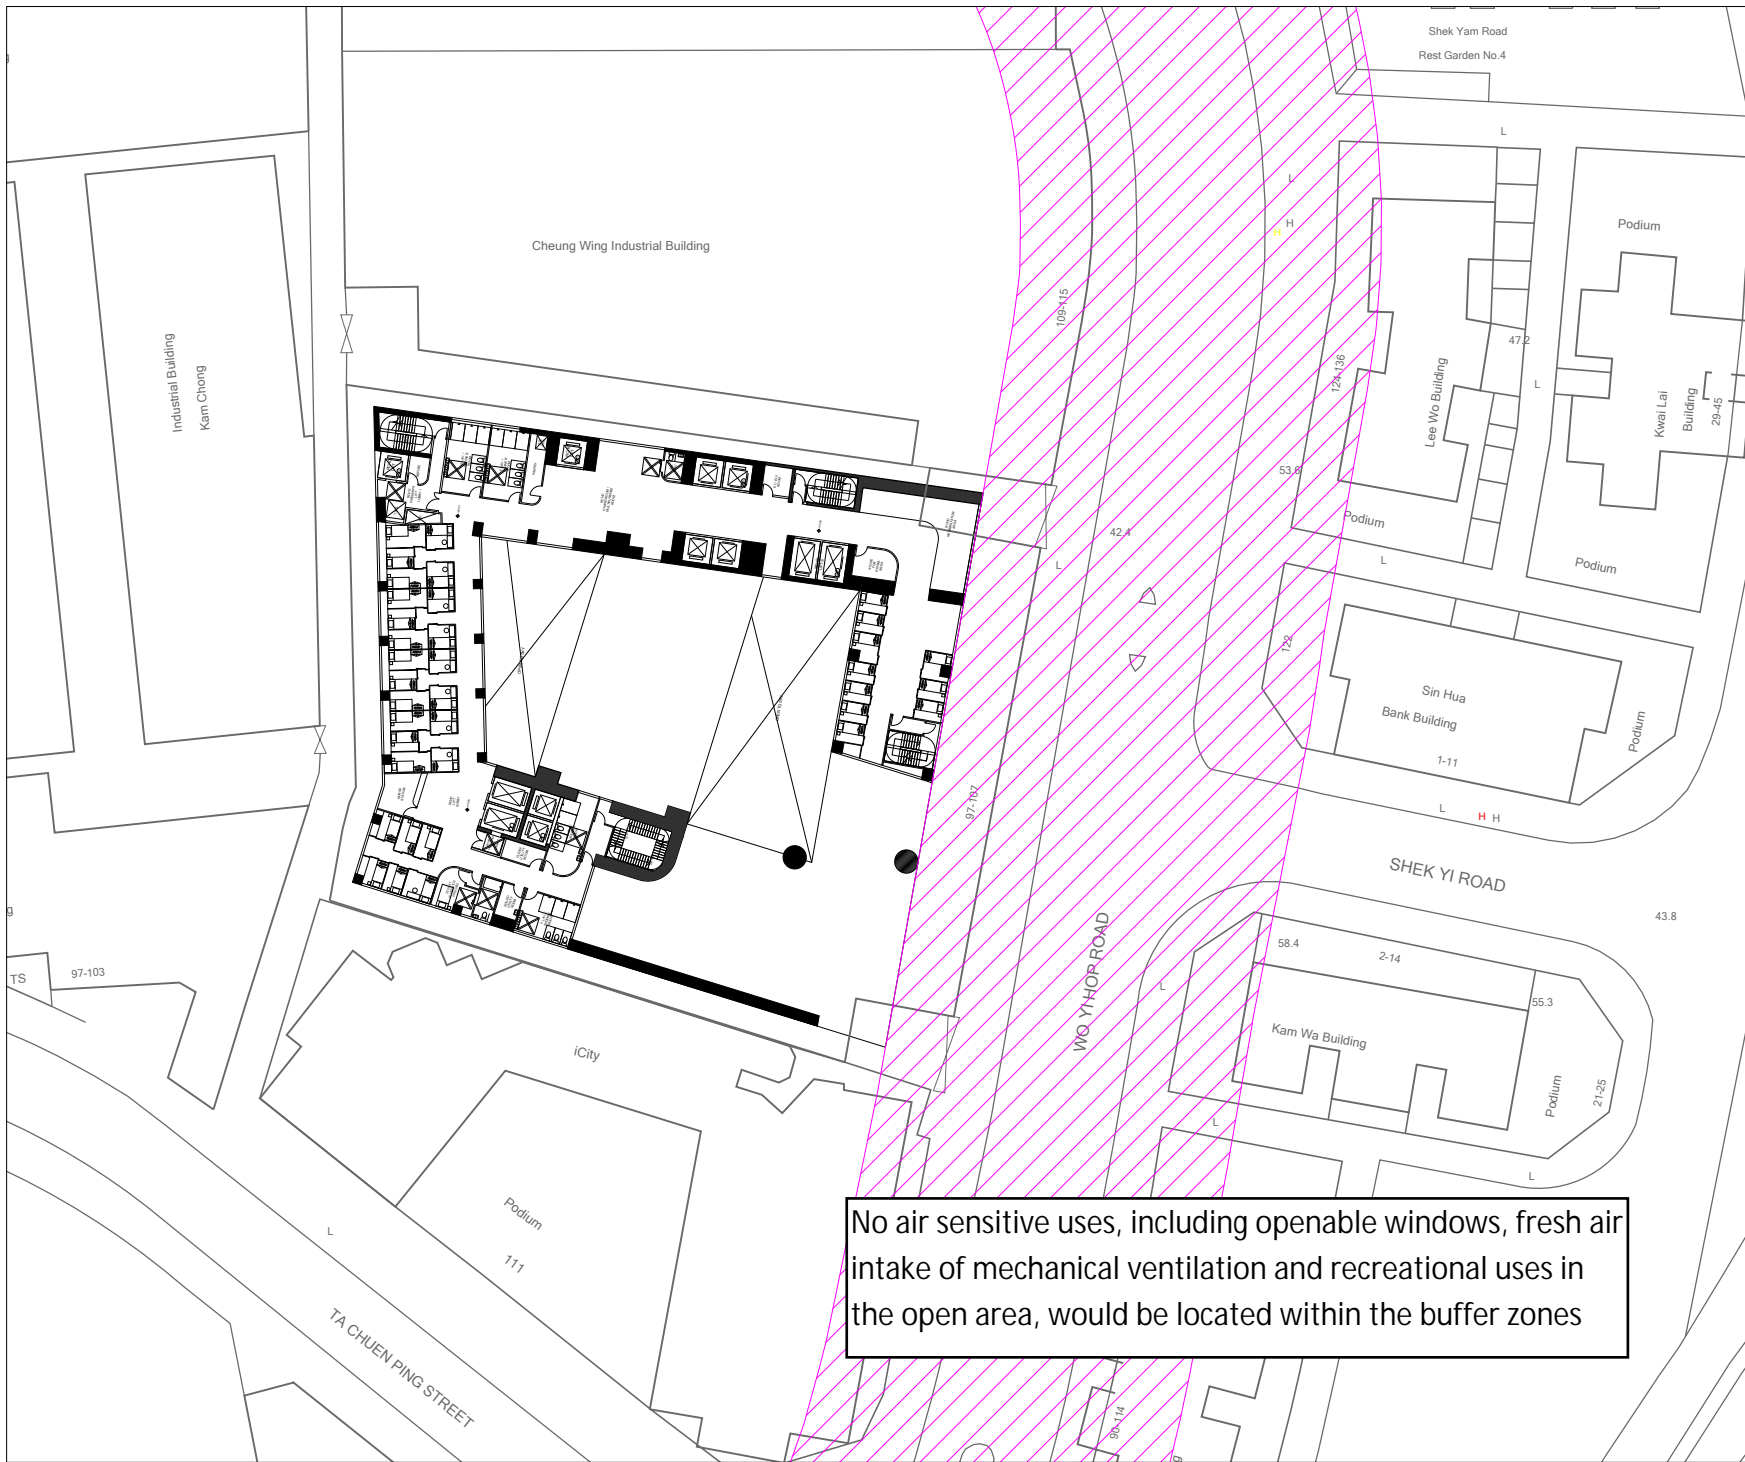 Shek Yam Road
Rest Garden No.4
L
Cheung Wing Industrial Building
L
H
H
Podium
109-115
Industrial Building
Kam Chong
124-136
Lee Wo Building
47.2
L
Kwai Lai
Building
29-45
53.6
Podium
42.4
L
L
Podium
122
Sin Hua
Bank Building
1-11
Podium
97-107
L
H H
SHEK YI ROAD
43.8
TS
97-103
58.4
2-14
55.3
WO YI HOP ROAD
L
Kam Wa Building
iCity
Podium
21-25
L
L
Podium
111
L
TA CHUEN PING STREET
No air sensitive uses, including openable windows, fresh air
intake of mechanical ventilation and recreational uses in
the open area, would be located within the buffer zones
90-114